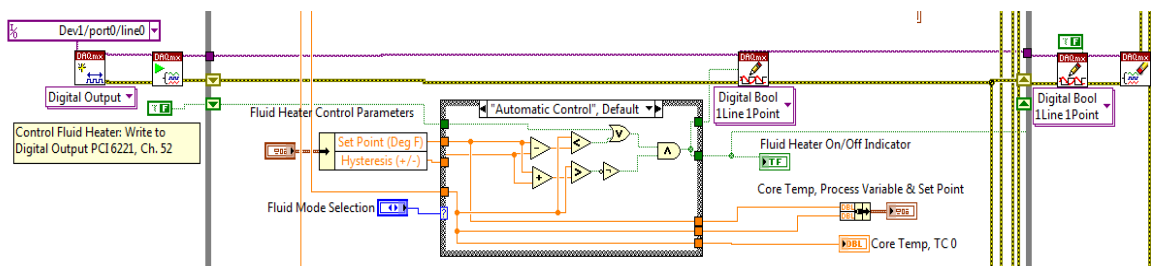 Dev1/port0/line0
DAQmx
DAQmx
Digital Output
T F
Control Fluid Heater: Write to
Digital Output PCI 6221, Ch. 52
Fluid Heater Control Parameters
Set Point (Deg F)
Hysteresis (+/-)
Fluid Mode Selection
"Automatic Control", Default
DAQmx
Digital Bool
1Line 1Point
Fluid Heater On/Off Indicator
TF
Core Temp, Process Variable & Set Point
DBL
DBL
DBL
Core Temp, TC 0
T F
DAQmx
DAQmx
Digital Bool
1Line 1Point